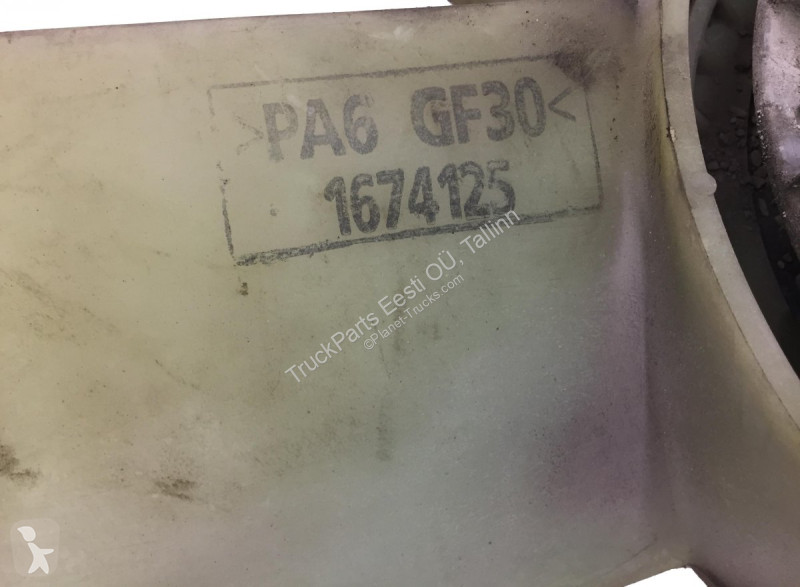 >PA6 GF30<
1674125
TruckParts Eesti OÜ, Tallinn
©Planet-Trucks.com